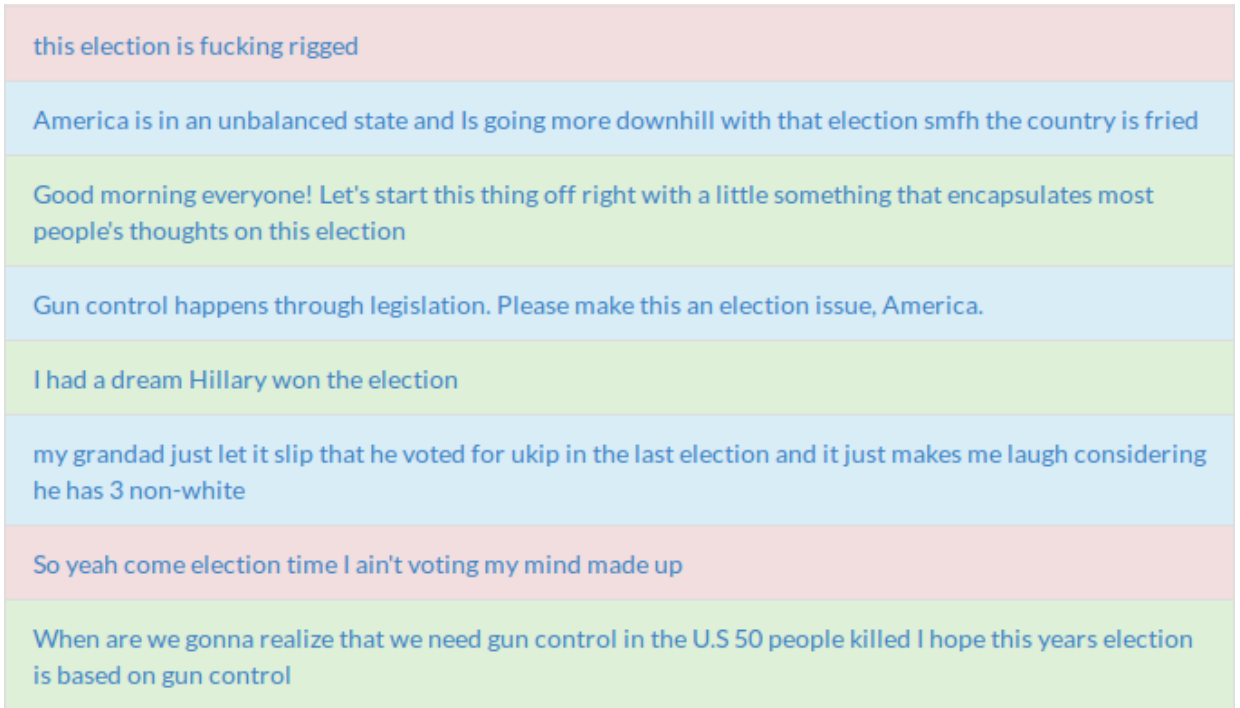 this election is fucking rigged
America is in an unbalanced state and Is going more downhill with that election smfh the country is fried
Good morning everyone! Let's start this thing off right with a little something that encapsulates most
people's thoughts on this election
Gun control happens through legislation. Please make this an election issue, America.
I had a dream Hillary won the election
my grandad just let it slip that he voted for ukip in the last election and it just makes me laugh considering
he has 3 non-white
So yeah come election time I ain't voting my mind made up
When are we gonna realize that we need gun control in the U.S 50 people killed I hope this years election
is based on gun control